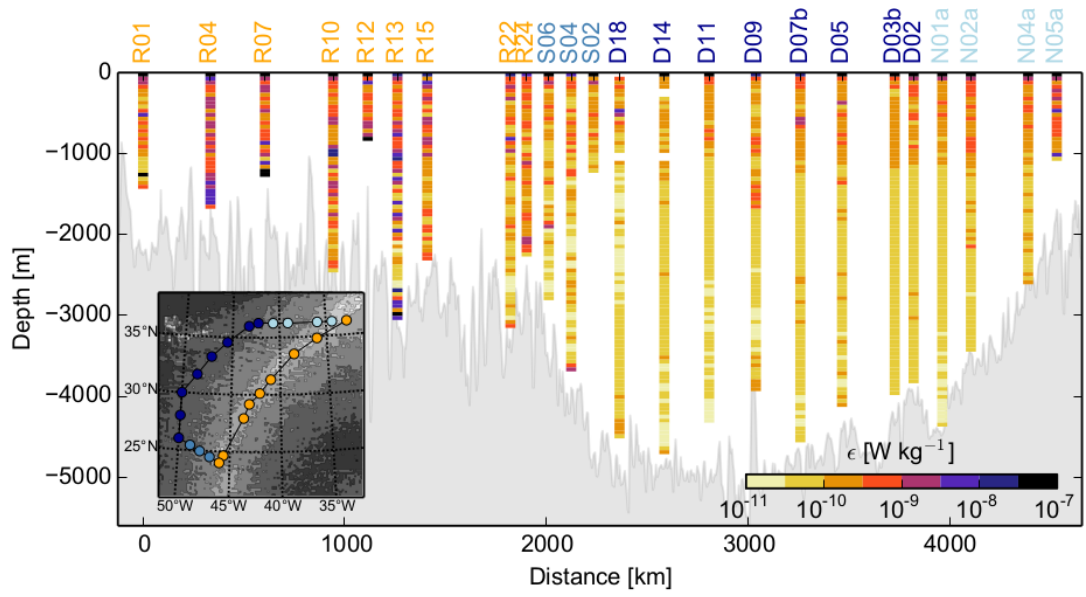 R01 R04 R07 R10 R12 R13 R15 R22 R24 S06 S04 S02 D18 D14 D11 D09 D07b D05 D03b D02 N01a N02a N04a N05a
0
−1000
−2000
−3000
−4000
−5000
Depth [m]
35°N
30°N
25°N
50°W 45°W 40°W 35°W
ϵ [W kg⁻¹]
10⁻¹¹ 10⁻¹⁰ 10⁻⁹ 10⁻⁸ 10⁻⁷
0 1000 2000 3000 4000
Distance [km]